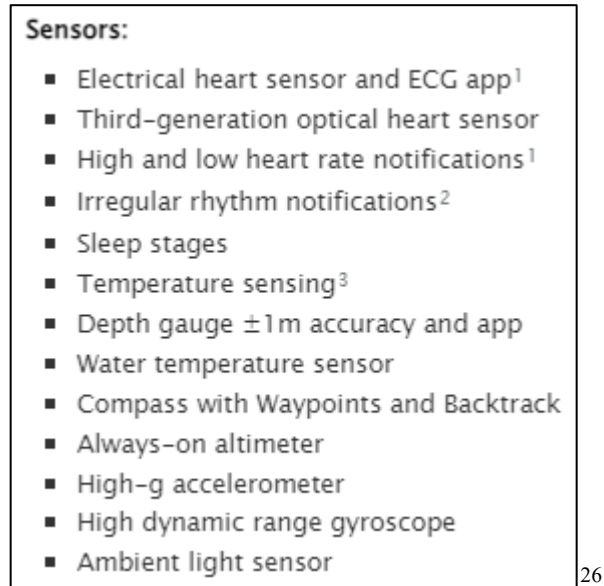 Sensors:
▪ Electrical heart sensor and ECG app¹
▪ Third-generation optical heart sensor
▪ High and low heart rate notifications¹
▪ Irregular rhythm notifications²
▪ Sleep stages
▪ Temperature sensing³
▪ Depth gauge ±1m accuracy and app
▪ Water temperature sensor
▪ Compass with Waypoints and Backtrack
▪ Always-on altimeter
▪ High-g accelerometer
▪ High dynamic range gyroscope
▪ Ambient light sensor
26